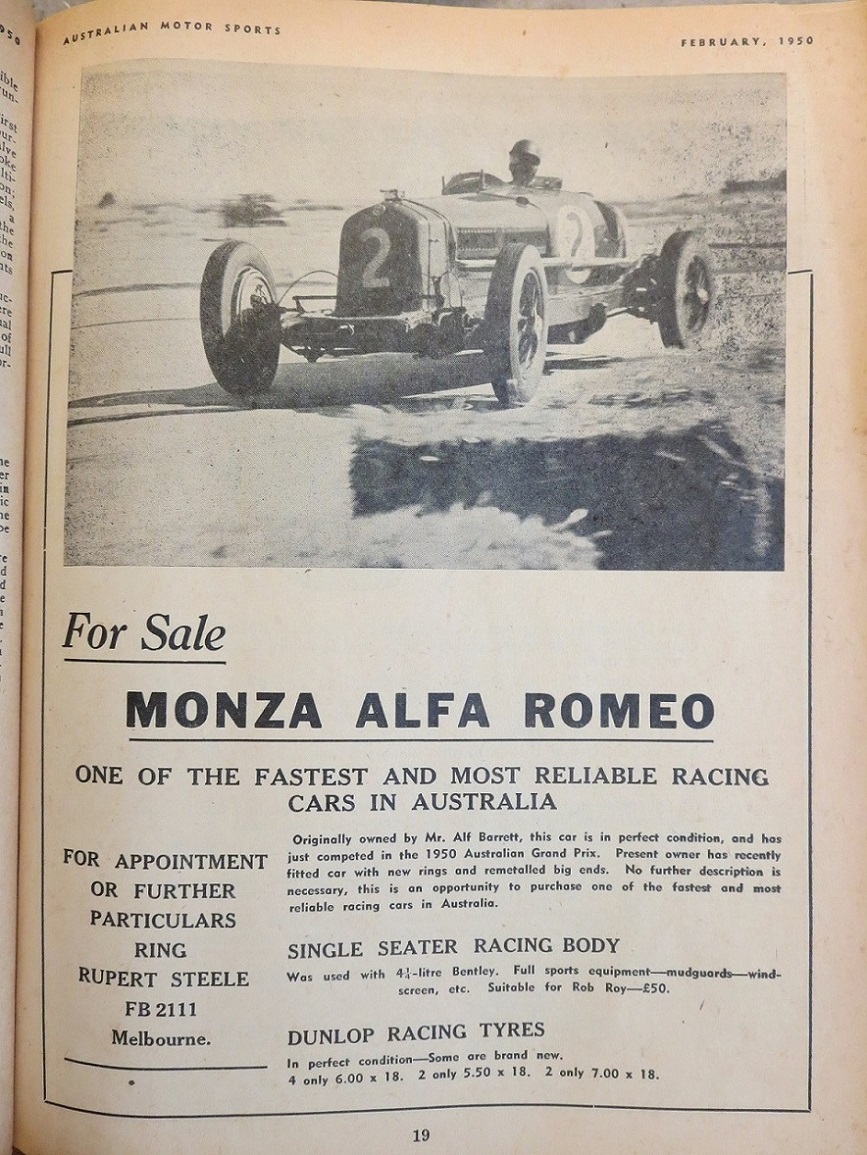 AUSTRALIAN MOTOR SPORTS
FEBRUARY, 1950
2
2
For Sale
MONZA ALFA ROMEO
ONE OF THE FASTEST AND MOST RELIABLE RACING
CARS IN AUSTRALIA
FOR APPOINTMENT
OR FURTHER
PARTICULARS
RING
RUPERT STEELE
FB 2111
Melbourne.
Originally owned by Mr. Alf Barrett, this car is in perfect condition, and has
just competed in the 1950 Australian Grand Prix. Present owner has recently
fitted car with new rings and remetalled big ends. No further description is
necessary, this is an opportunity to purchase one of the fastest and most
reliable racing cars in Australia.
SINGLE SEATER RACING BODY
Was used with 4½-litre Bentley. Full sports equipment—mudguards—wind-
screen, etc. Suitable for Rob Roy—£50.
DUNLOP RACING TYRES
In perfect condition—Some are brand new.
4 only 6.00 x 18. 2 only 5.50 x 18. 2 only 7.00 x 18.
19